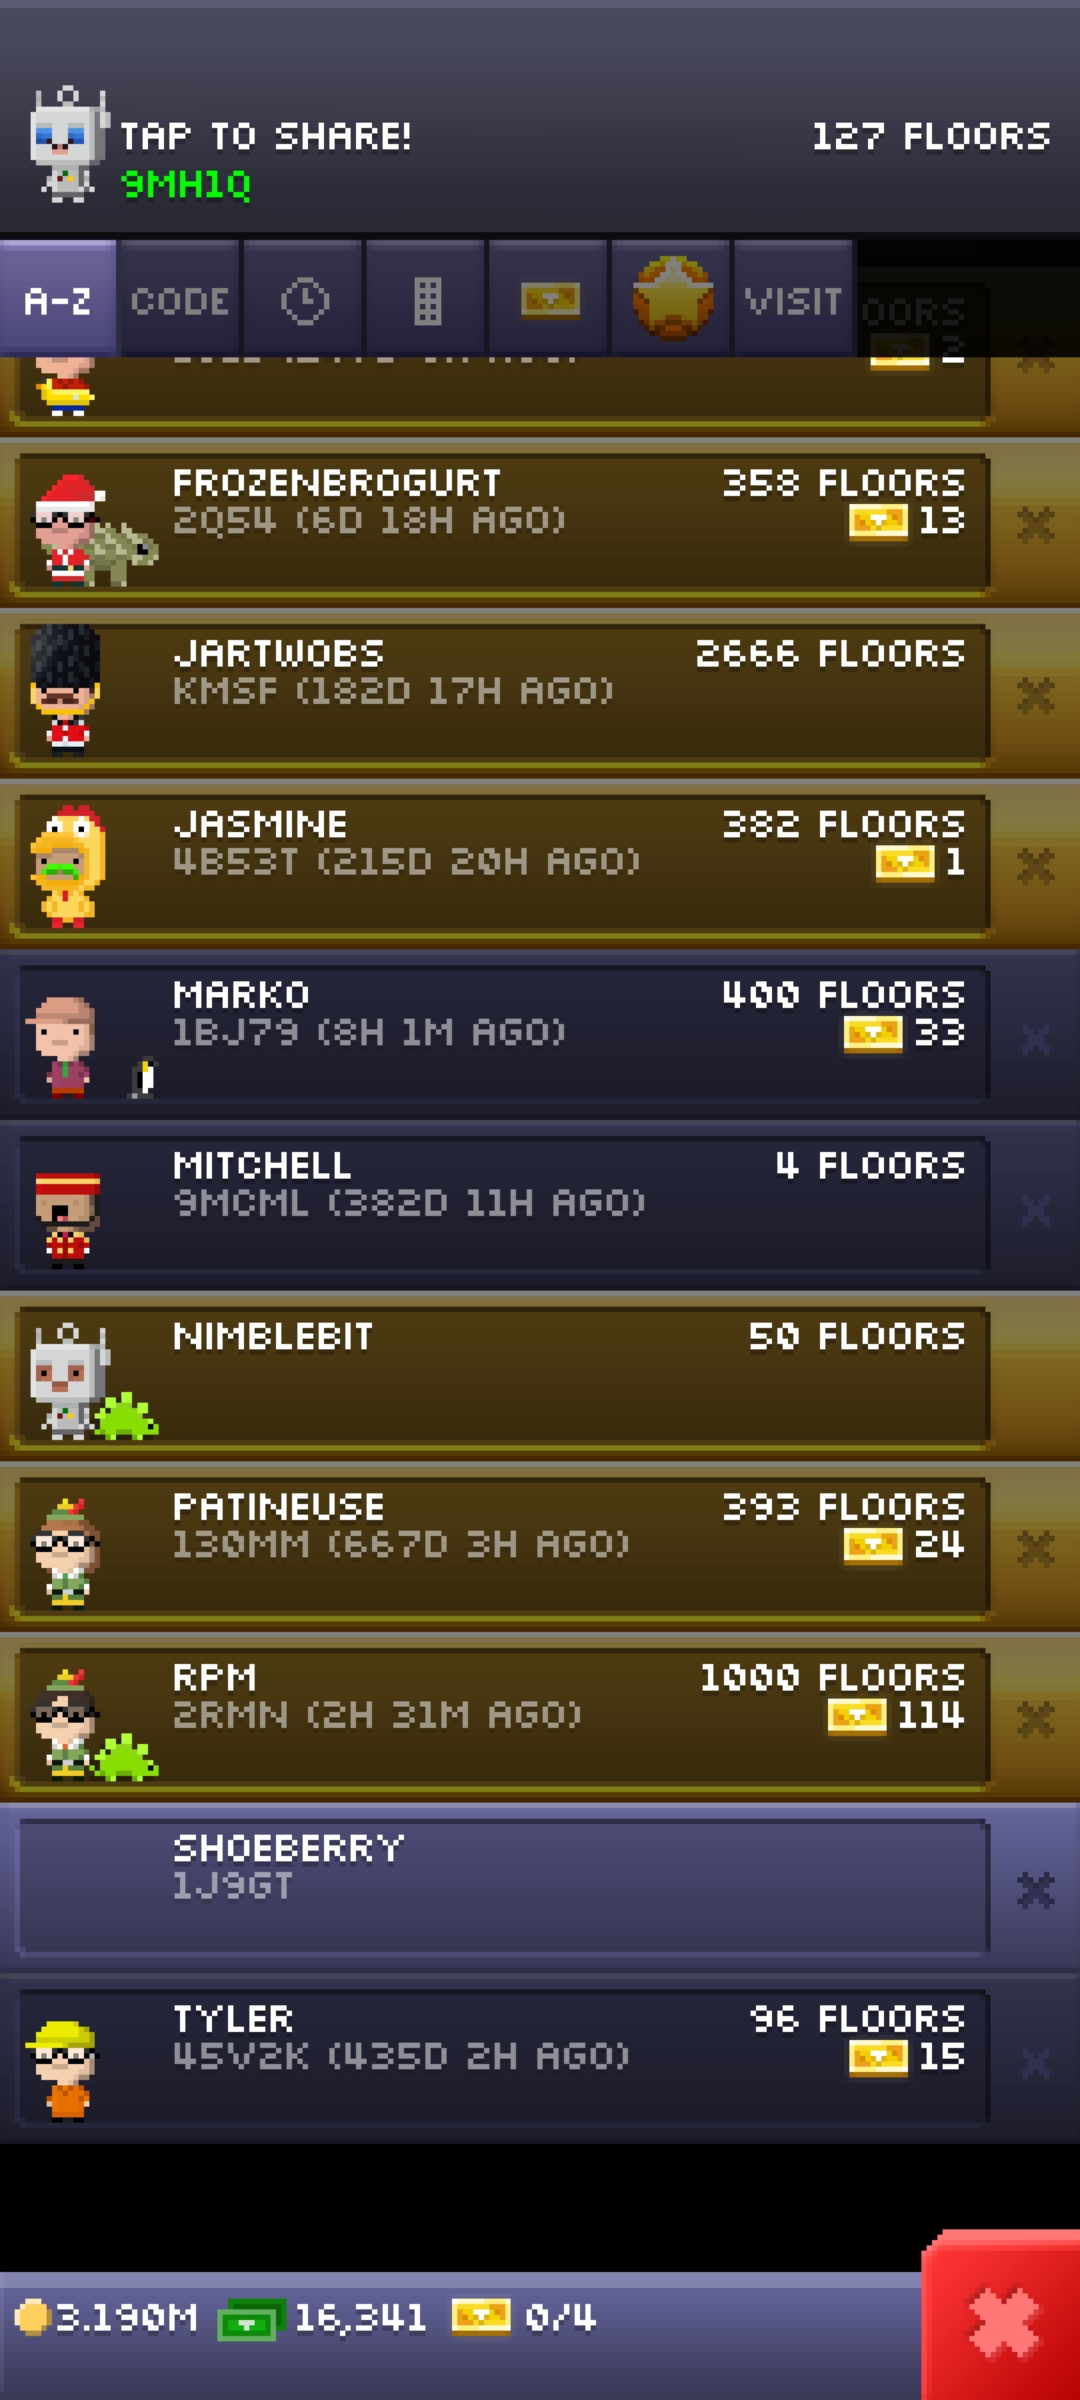 TAP TO SHARE!
127 FLOORS
9MH1Q
A-Z
CODE
VISIT
2
FROZENBROGURT
358 FLOORS
2Q54 (6D 18H AGO)
13
JARTWOBS
2666 FLOORS
KMSF (182D 17H AGO)
JASMINE
382 FLOORS
4B53T (215D 20H AGO)
1
MARKO
400 FLOORS
1BJ79 (8H 1M AGO)
33
MITCHELL
4 FLOORS
9MCML (382D 11H AGO)
NIMBLEBIT
50 FLOORS
PATINEUSE
393 FLOORS
130MM (667D 3H AGO)
24
RPM
1000 FLOORS
2RMN (2H 31M AGO)
114
SHOEBERRY
1J9GT
TYLER
96 FLOORS
45V2K (435D 2H AGO)
15
3.190M
16,341
0/4